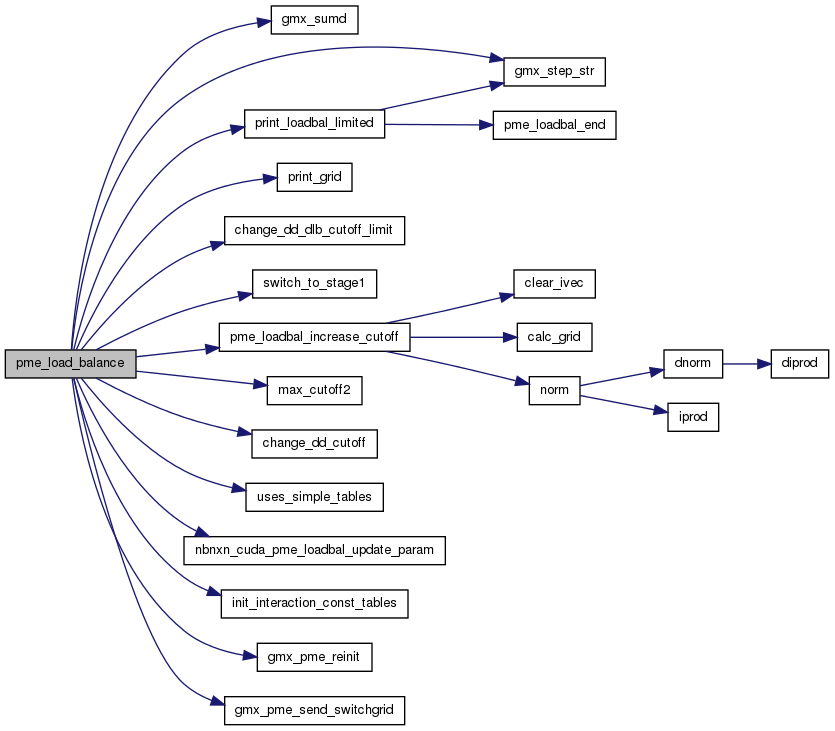 gmx_sumd
gmx_step_str
print_loadbal_limited
pme_loadbal_end
print_grid
change_dd_dlb_cutoff_limit
switch_to_stage1
clear_ivec
pme_loadbal_increase_cutoff
calc_grid
pme_load_balance
dnorm
diprod
max_cutoff2
norm
iprod
change_dd_cutoff
uses_simple_tables
nbnxn_cuda_pme_loadbal_update_param
init_interaction_const_tables
gmx_pme_reinit
gmx_pme_send_switchgrid